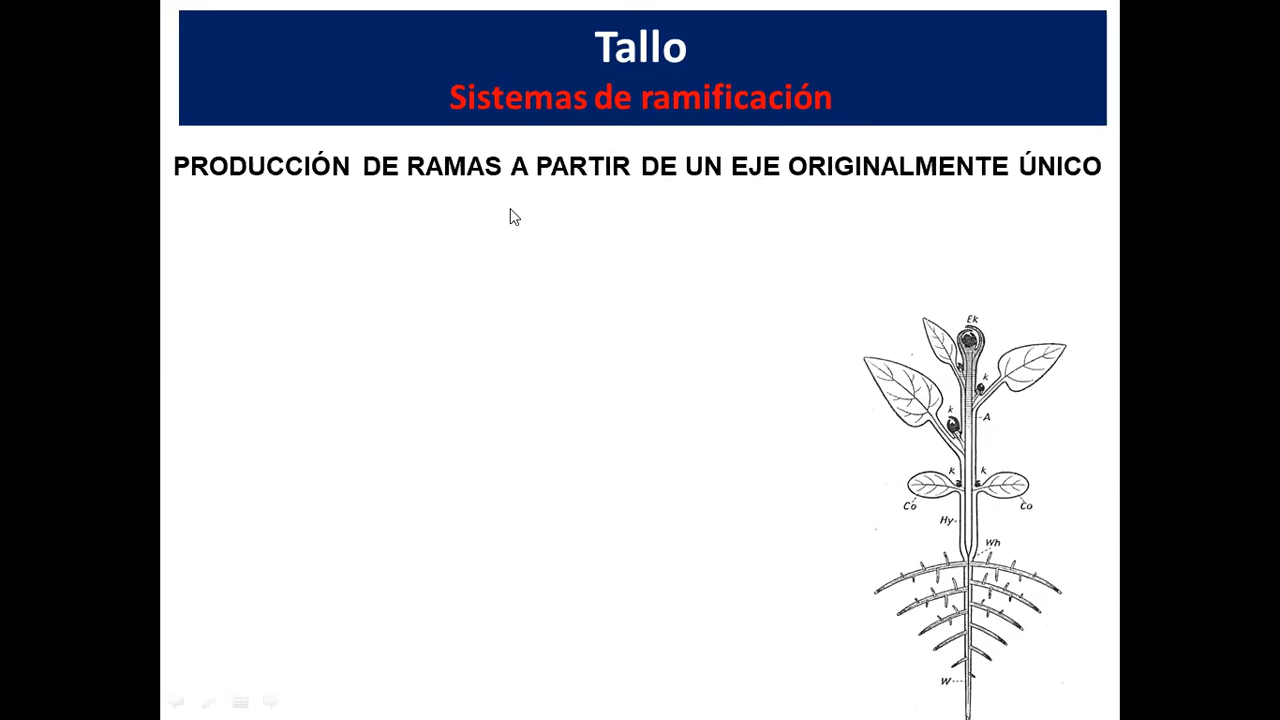 Tallo
Sistemas de ramificación
PRODUCCIÓN DE RAMAS A PARTIR DE UN EJE ORIGINALMENTE ÚNICO
Ek
k
k
A
k k
Co Co
Hy
Wh
W